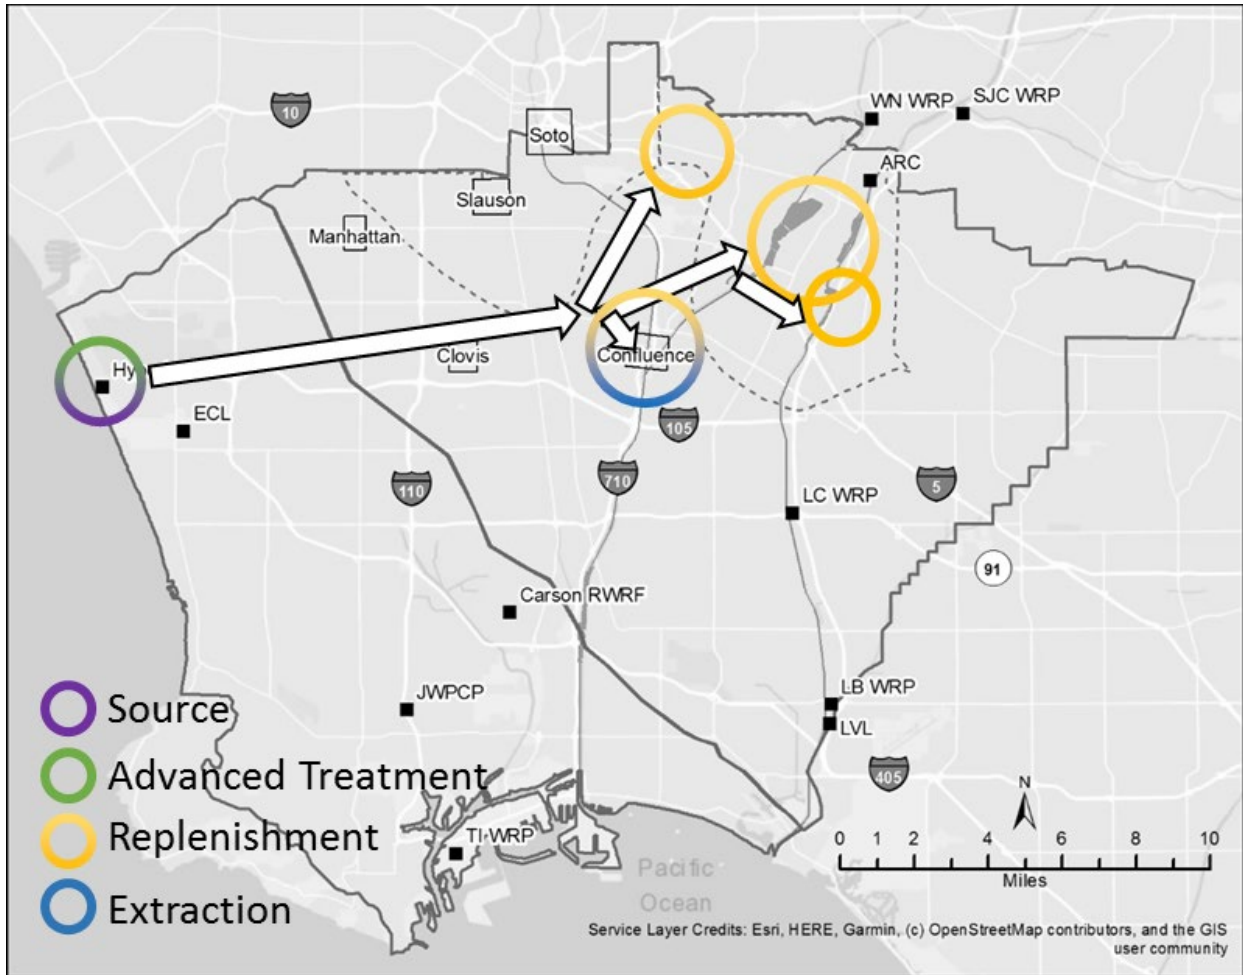 10
Soto
WN WRP
SJC WRP
ARC
Slauson
Manhattan
Hy
Clovis
Confluence
ECL
105
110
710
5
LC WRP
91
Carson RWRF
JWPCP
LB WRP
LVL
405
TI WRP
Source
Advanced Treatment
Replenishment
Extraction
N
0 1 2 4 6 8 10
Miles
Pacific
Ocean
Service Layer Credits: Esri, HERE, Garmin, (c) OpenStreetMap contributors, and the GIS
user community